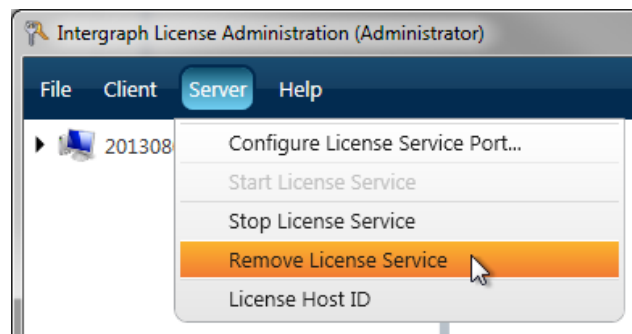 Intergraph License Administration (Administrator)
File Client Server Help
Configure License Service Port...
Start License Service
Stop License Service
Remove License Service
License Host ID